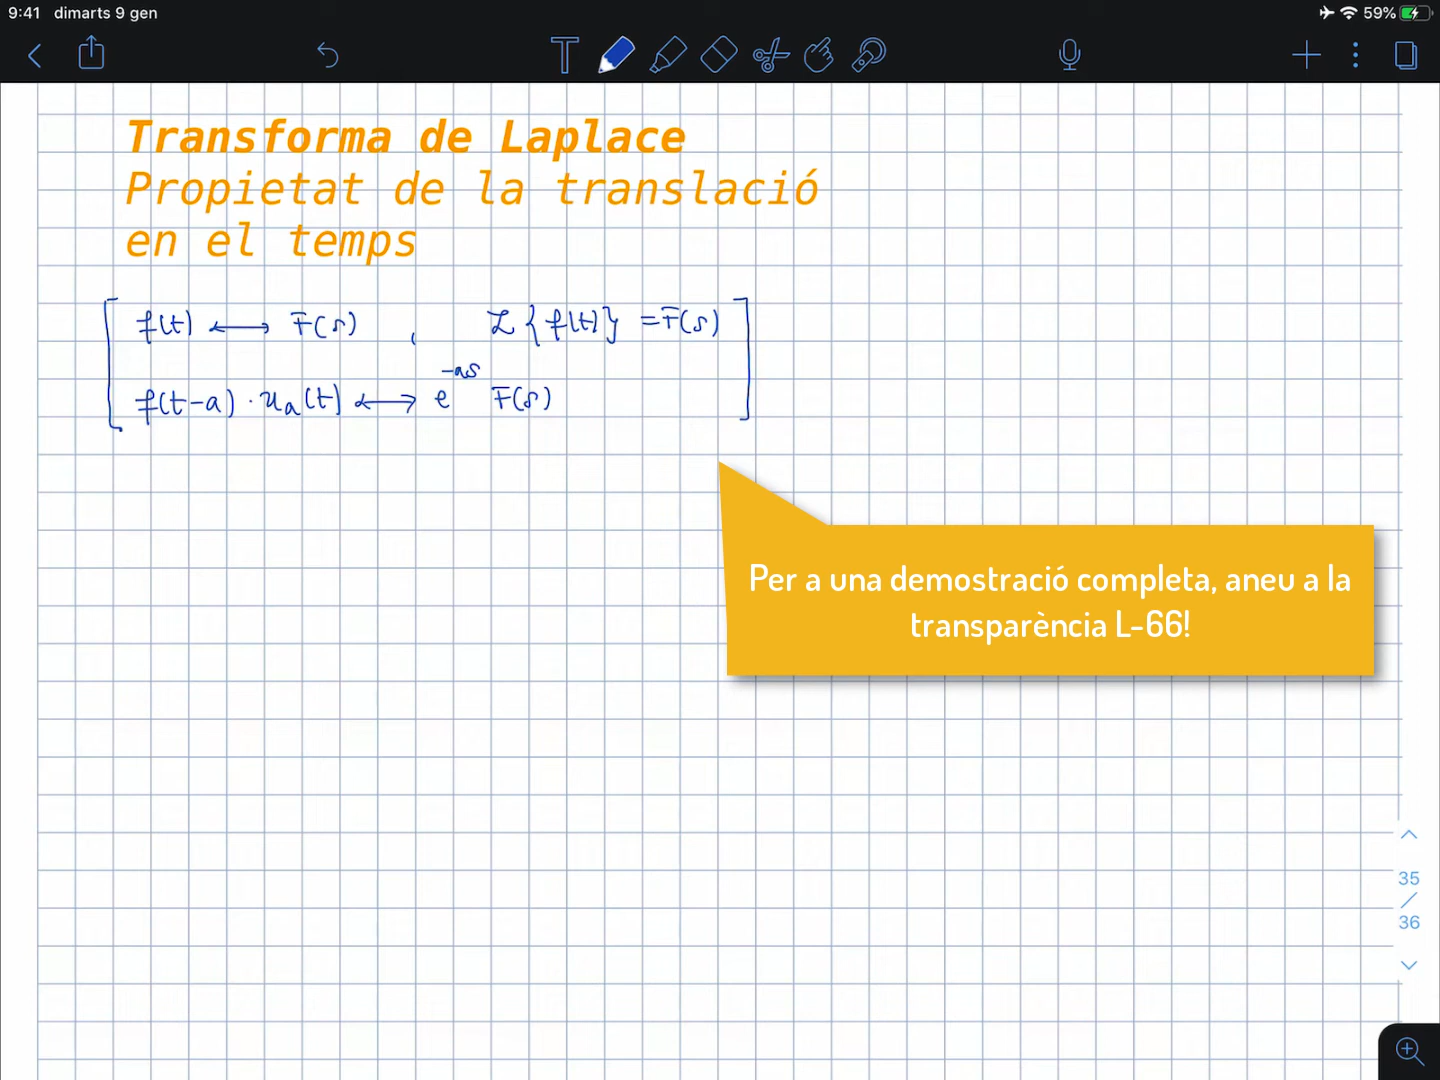 9:41 dimarts 9 gen 59%
Transforma de Laplace
Propietat de la translació
en el temps
f(t) ⟷ F(s) , ℒ{f(t)} = F(s)
f(t-a) · u_a(t) ⟷ e^{-as} F(s)
Per a una demostració completa, aneu a la
transparència L-66!
35
/
36